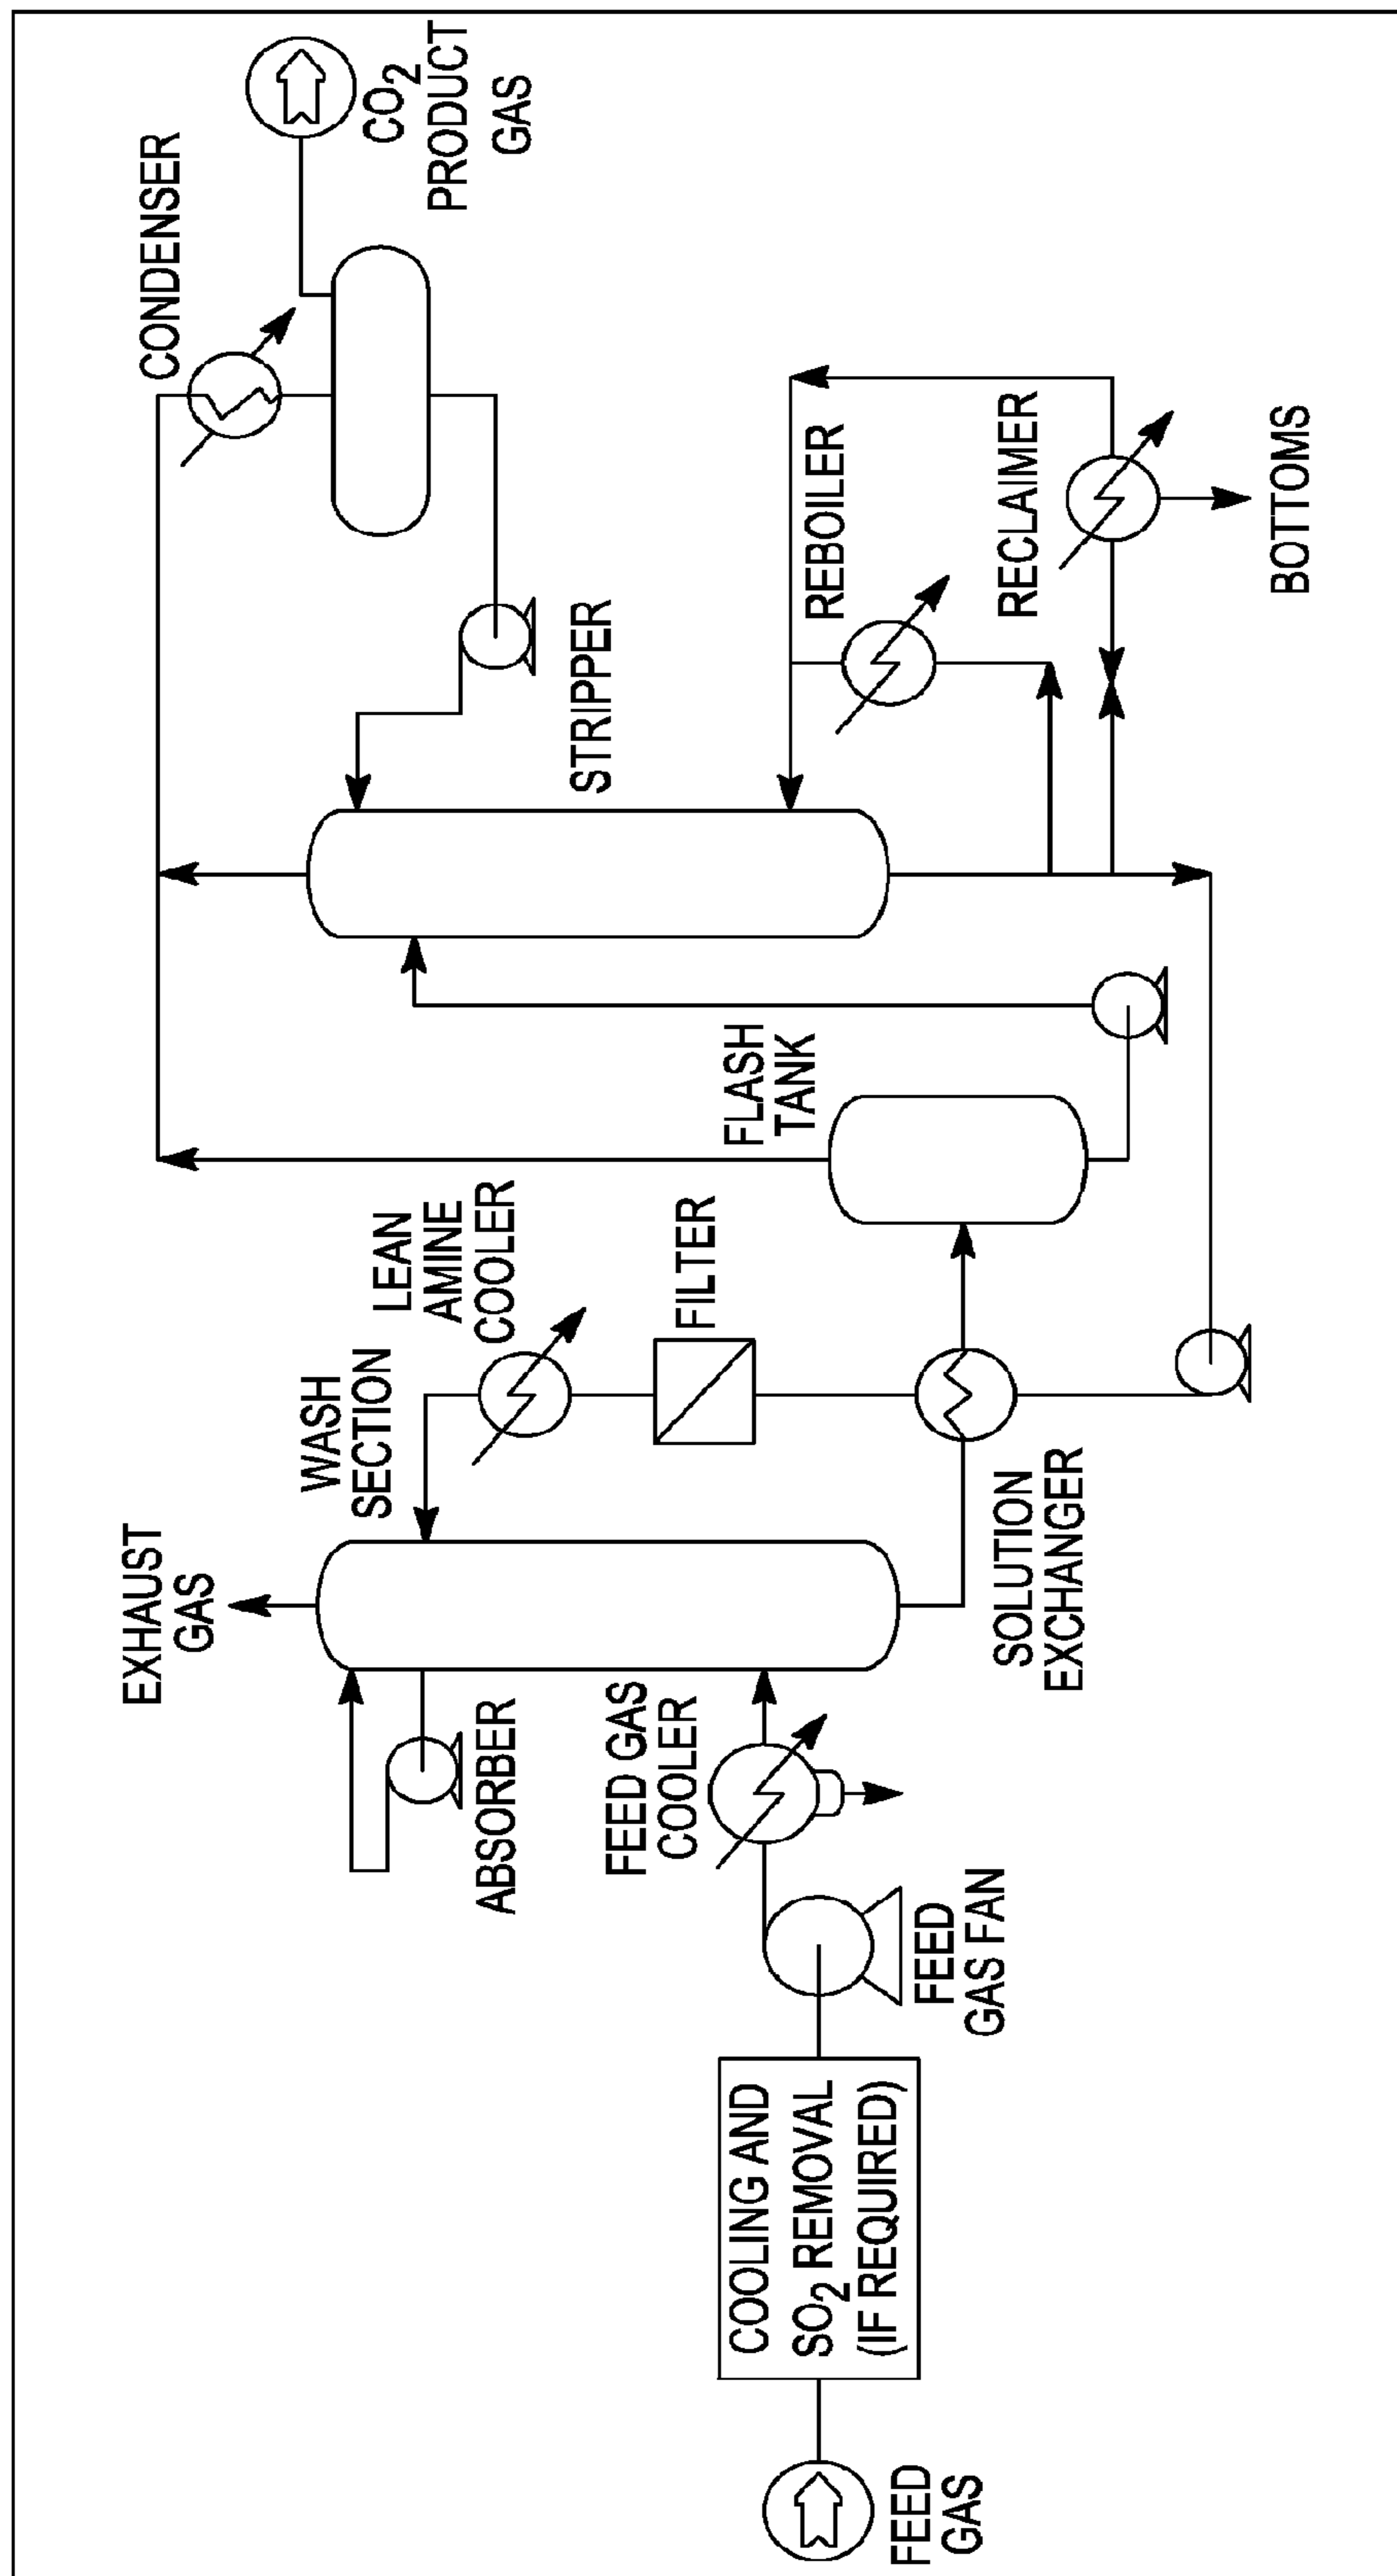 FEED
GAS
COOLING AND
SO2 REMOVAL
(IF REQUIRED)
FEED
GAS FAN
FEED GAS
COOLER
ABSORBER
EXHAUST
GAS
WASH
SECTION
SOLUTION
EXCHANGER
LEAN
AMINE
COOLER
FILTER
FLASH
TANK
STRIPPER
REBOILER
RECLAIMER
BOTTOMS
CONDENSER
CO2
PRODUCT
GAS